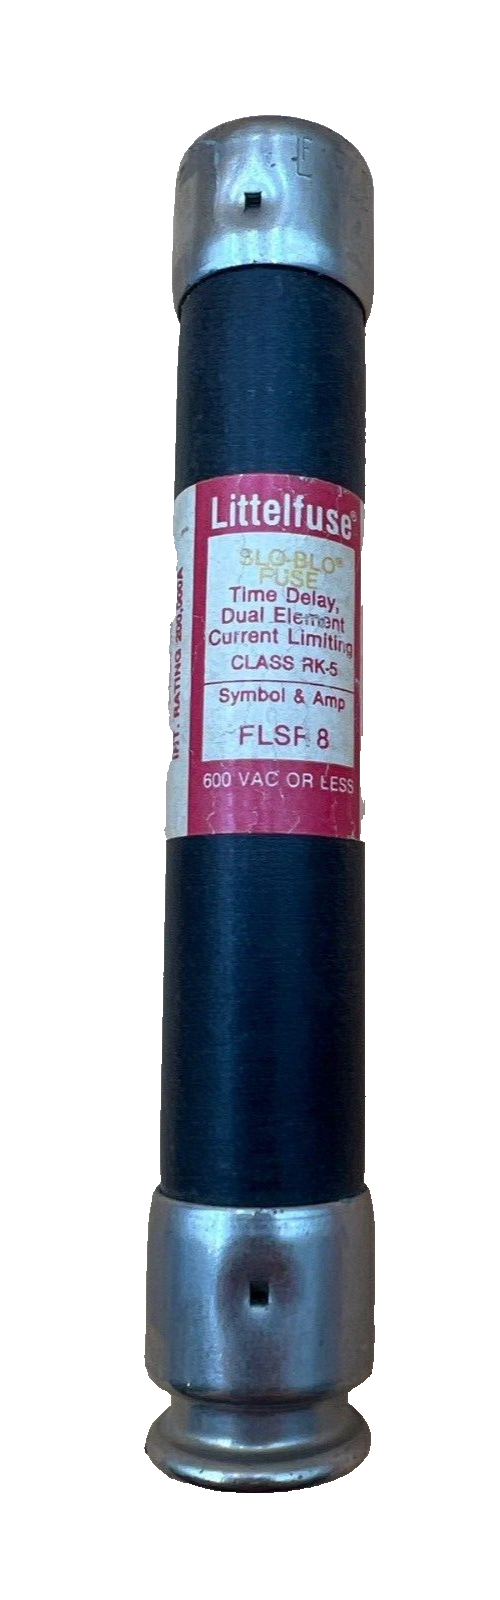 Littelfuse®
SLO-BLO®
FUSE
Time Delay,
Dual Element
Current Limiting
CLASS RK-5
Symbol & Amp
FLSR 8
600 VAC OR LESS
INT. RATING 200,000A